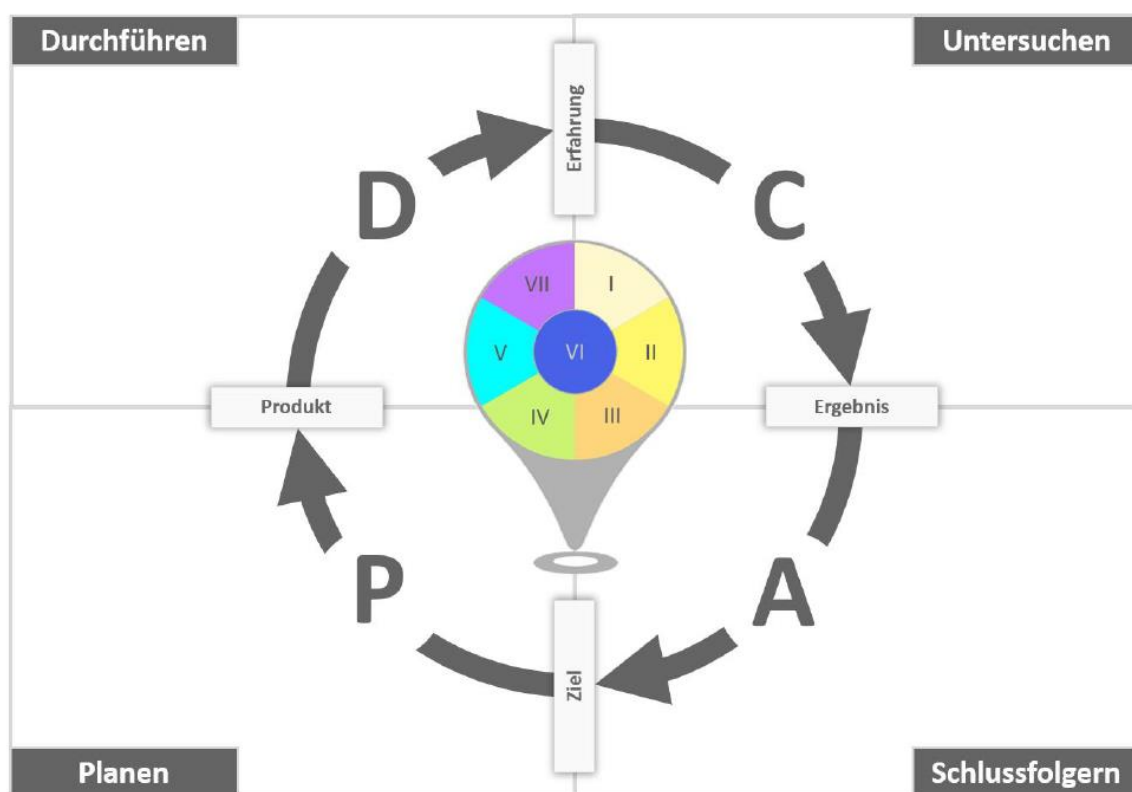 Durchführen
Untersuchen
Erfahrung
D
C
VII
I
V
VI
II
IV
III
Produkt
Ergebnis
P
A
Ziel
Planen
Schlussfolgern